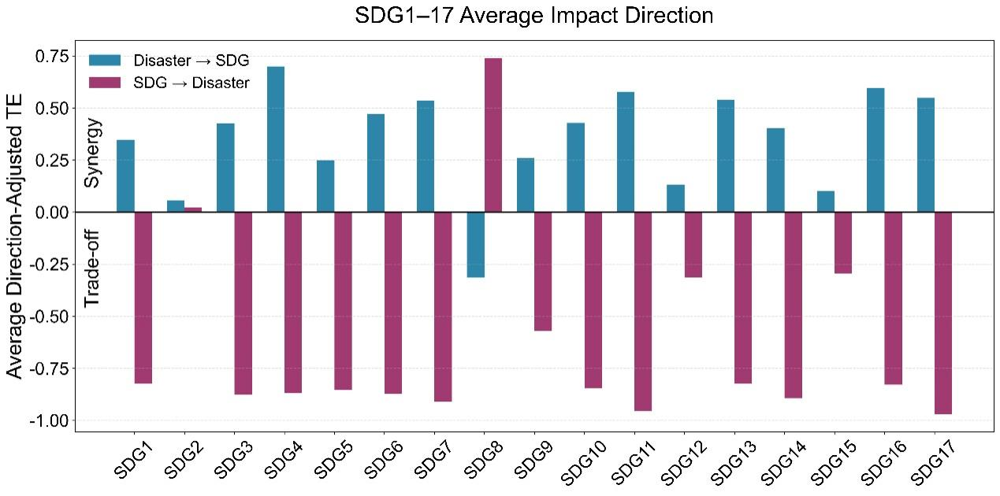 SDG1–17 Average Impact Direction
Average Direction-Adjusted TE
0.75
0.50
0.25
0.00
-0.25
-0.50
-0.75
-1.00
Disaster → SDG
SDG → Disaster
Synergy
Trade-off
SDG1
SDG2
SDG3
SDG4
SDG5
SDG6
SDG7
SDG8
SDG9
SDG10
SDG11
SDG12
SDG13
SDG14
SDG15
SDG16
SDG17